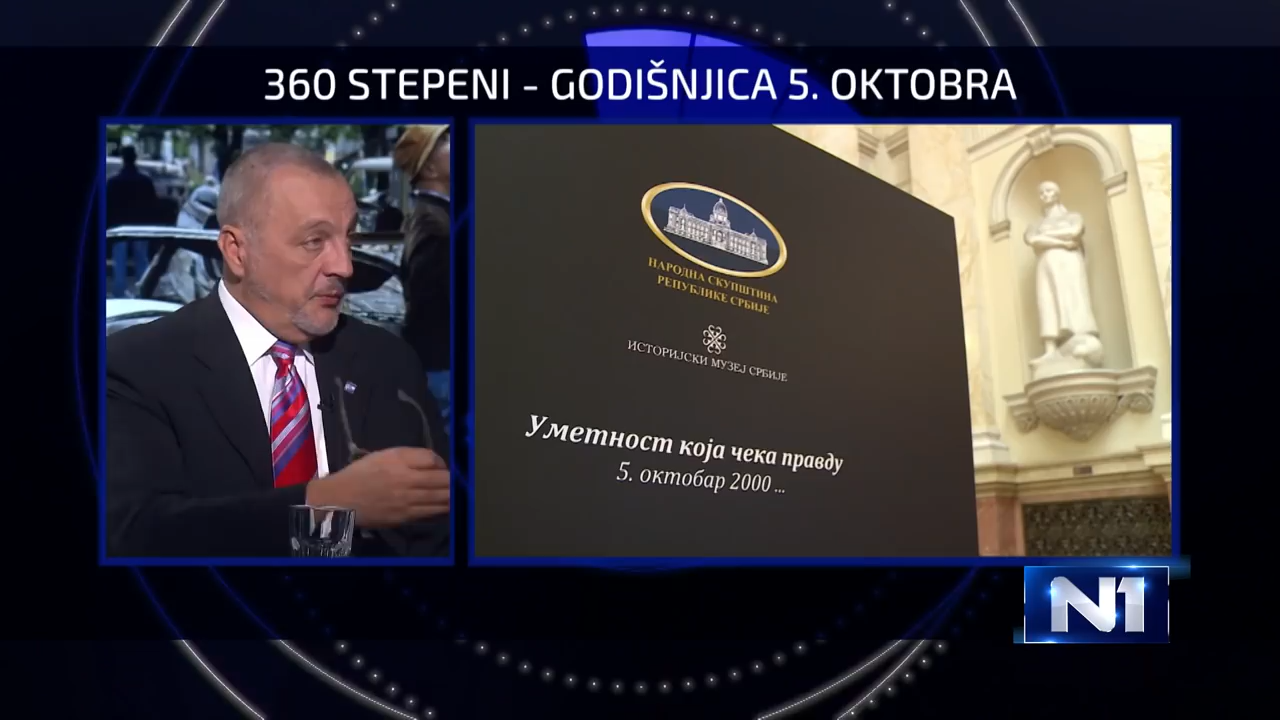 360 STEPENI - GODIŠNJICA 5. OKTOBRA
НАРОДНА СКУПШТИНА
РЕПУБЛИКЕ СРБИЈЕ
ИСТОРИЈСКИ МУЗЕЈ СРБИЈЕ
Уметност која чека правду
5. октобар 2000 ...
N1